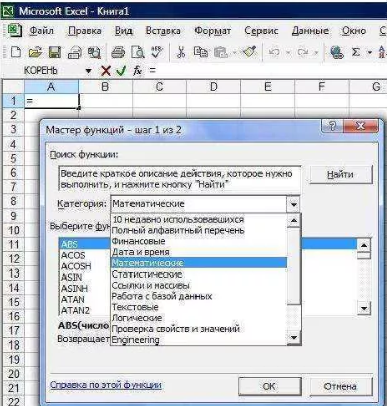 Microsoft Excel - Книга1
Файл Правка Вид Вставка Формат Сервис Данные Окно С
КОРЕНЬ =
A B C D E F G
1 =
2
3
4
5
6
7
8
9
10
11
12
13
14
15
16
17
18
19
20
21
22
Мастер функций - шаг 1 из 2
Поиск функции:
Введите краткое описание действия, которое нужно
выполнить, и нажмите кнопку "Найти"
Найти
Категория: Математические
10 недавно использовавшихся
Полный алфавитный перечень
Финансовые
Дата и время
Математические
Статистические
Ссылки и массивы
Работа с базой данных
Текстовые
Логические
Проверка свойств и значений
Engineering
Выберите фун
ABS
ACOS
ACOSH
ASIN
ASINH
ATAN
ATAN2
ABS(число
Возвращает
Справка по этой функции
ОК
Отмена